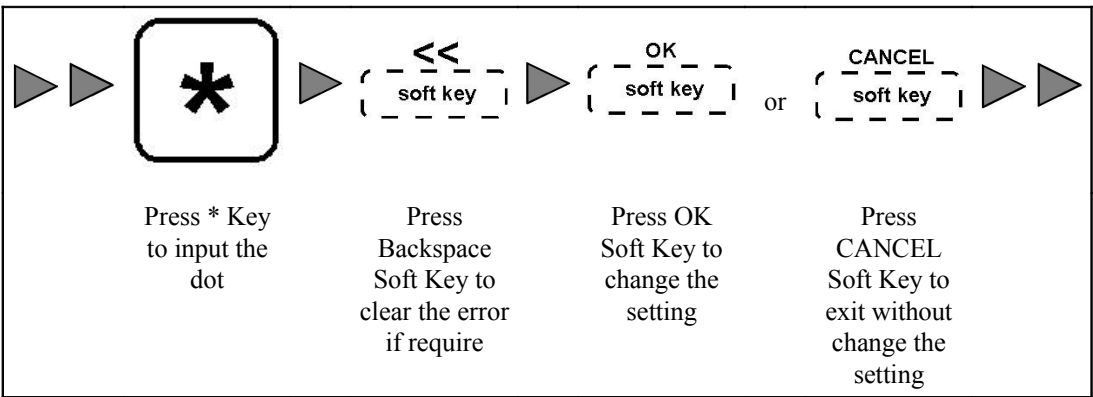 *
<<
soft key
OK
soft key
or
CANCEL
soft key
Press * Key
to input the
dot
Press
Backspace
Soft Key to
clear the error
if require
Press OK
Soft Key to
change the
setting
Press
CANCEL
Soft Key to
exit without
change the
setting